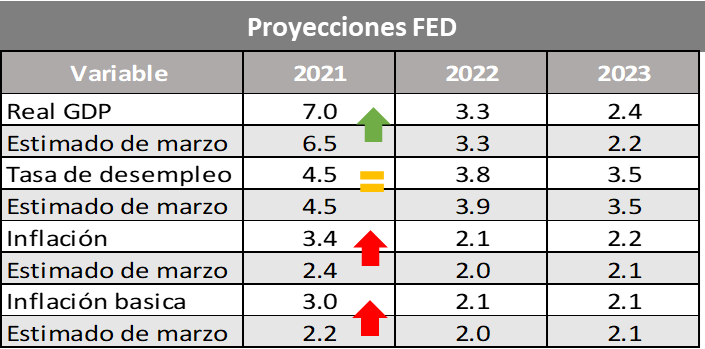 Proyecciones FED
Variable 2021 2022 2023
Real GDP 7.0 3.3 2.4
Estimado de marzo 6.5 3.3 2.2
Tasa de desempleo 4.5 3.8 3.5
Estimado de marzo 4.5 3.9 3.5
Inflación 3.4 2.1 2.2
Estimado de marzo 2.4 2.0 2.1
Inflación basica 3.0 2.1 2.1
Estimado de marzo 2.2 2.0 2.1